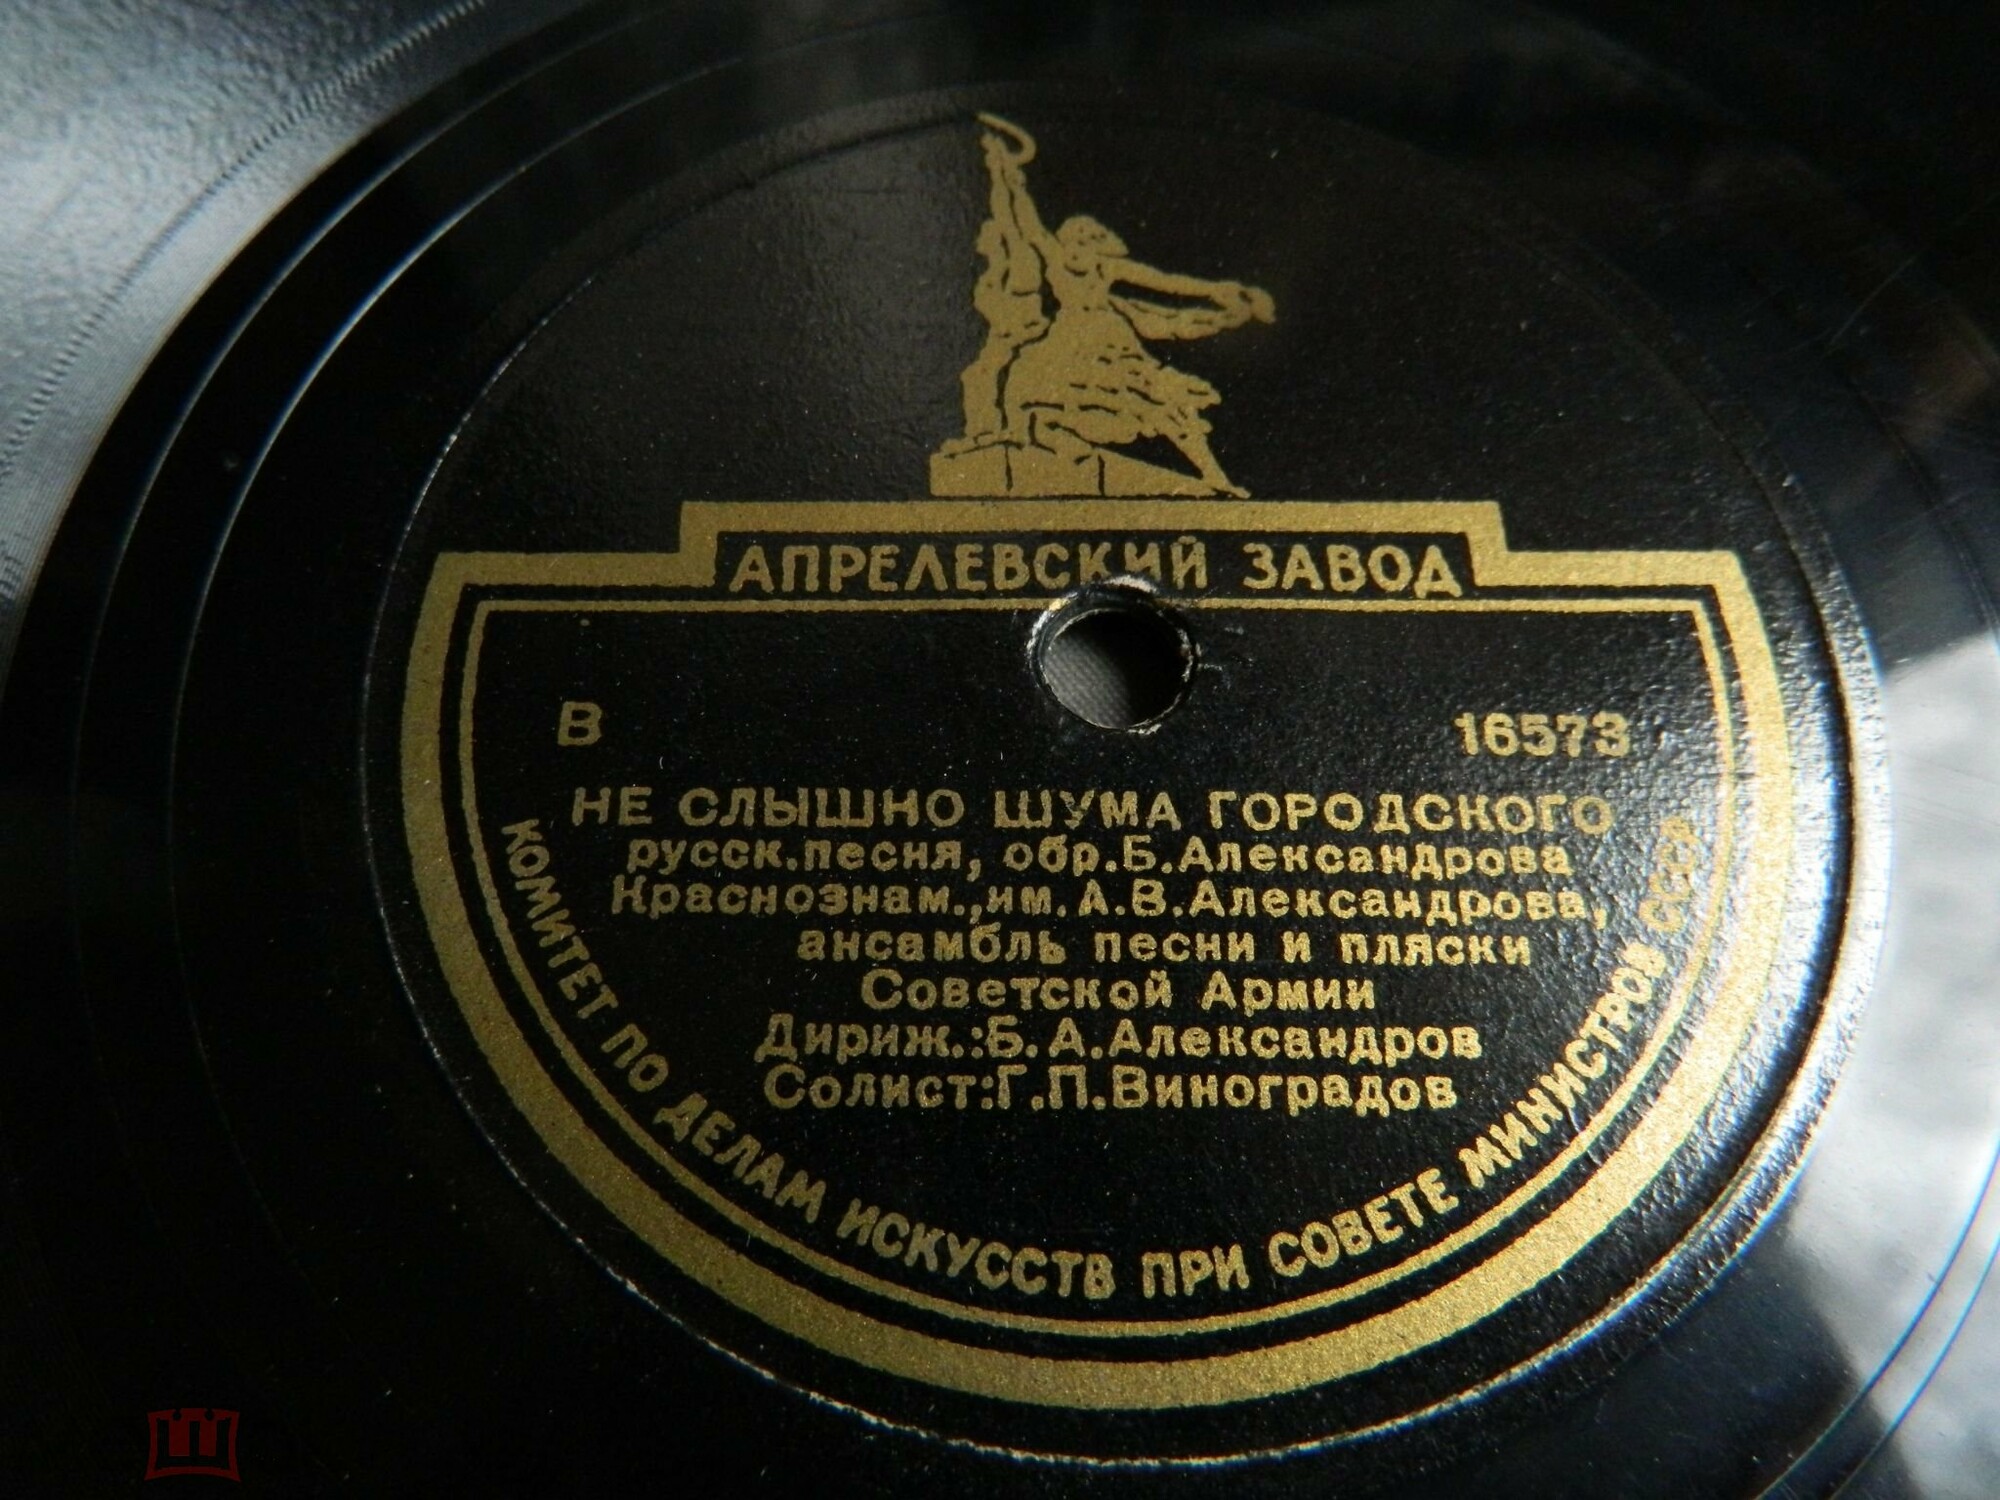 АПРЕЛЕВСКИЙ ЗАВОД
В 16573
НЕ СЛЫШНО ШУМА ГОРОДСКОГО
русск.песня, обр.Б.Александрова
Краснознам.,им.А.В.Александрова,
ансамбль песни и пляски
Советской Армии
Дириж.:Б.А.Александров
Солист:Г.П.Виноградов
КОМИТЕТ ПО ДЕЛАМ ИСКУССТВ ПРИ СОВЕТЕ МИНИСТРОВ СССР